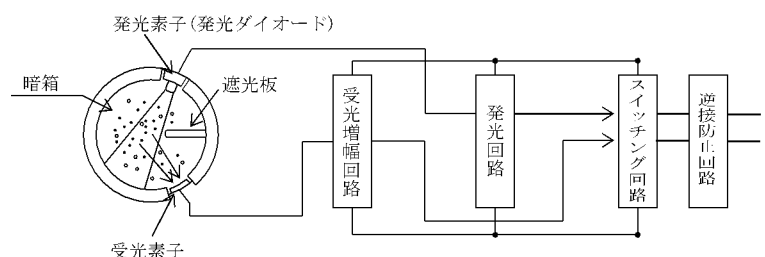 発光素子(発光ダイオード)
暗箱
遮光板
受光素子
受光増幅回路
発光回路
スイッチング回路
逆接防止回路